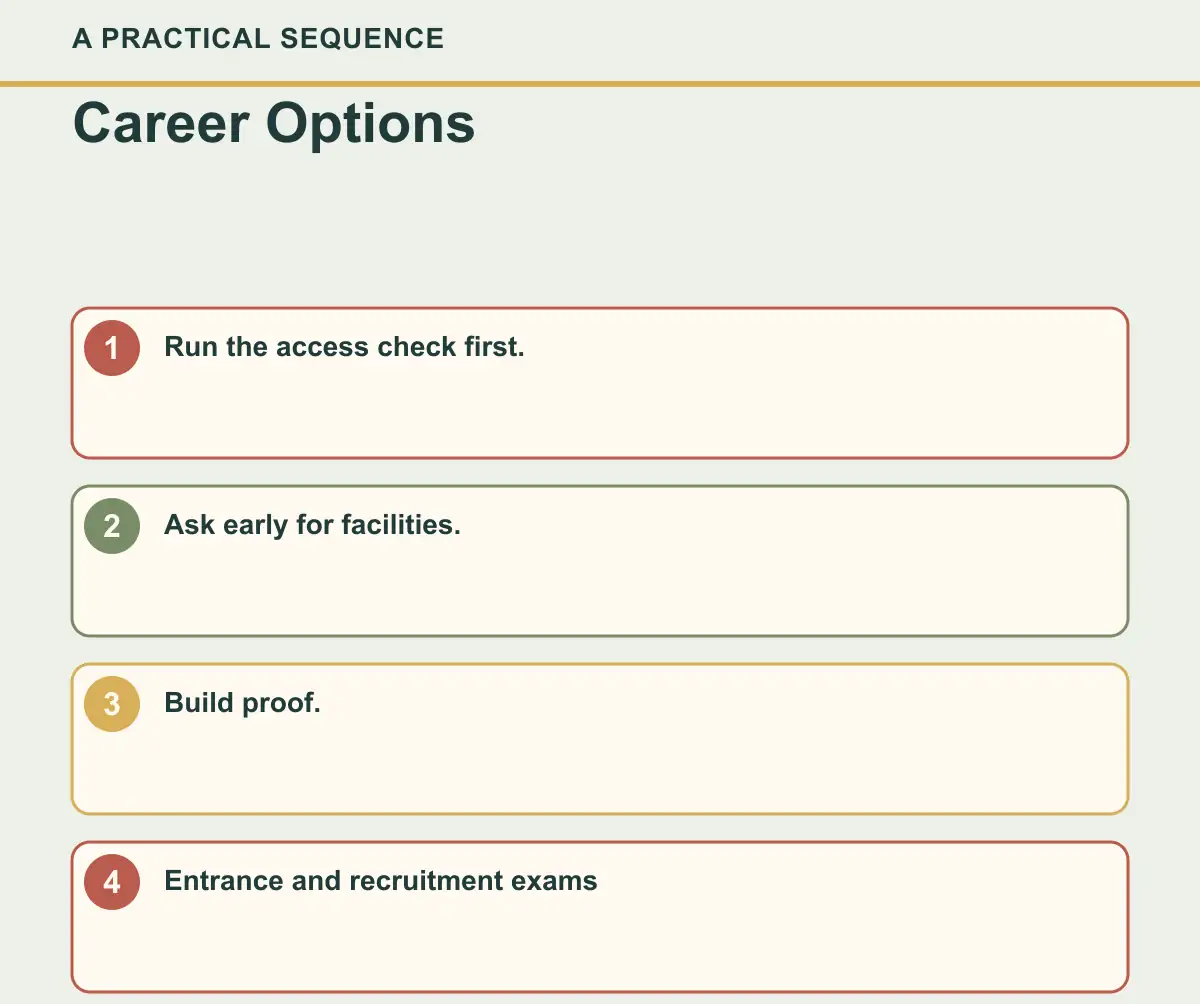 A PRACTICAL SEQUENCE
Career Options
1 Run the access check first.
2 Ask early for facilities.
3 Build proof.
4 Entrance and recruitment exams